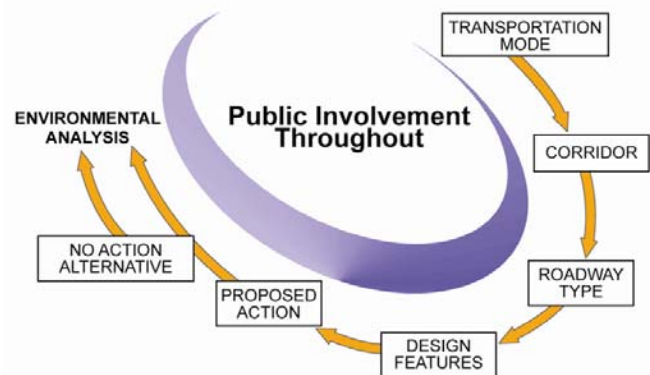 TRANSPORTATION
MODE
Public Involvement
Throughout
ENVIRONMENTAL
ANALYSIS
CORRIDOR
NO ACTION
ALTERNATIVE
ROADWAY
TYPE
PROPOSED
ACTION
DESIGN
FEATURES